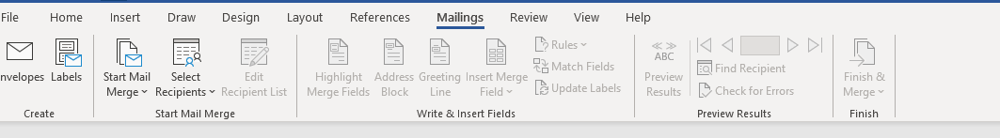 File Home Insert Draw Design Layout References Mailings Review View Help
nvelopes Labels
Start Mail
Merge
Select
Recipients
Edit
Recipient List
Highlight
Merge Fields
Address
Block
Greeting
Line
Insert Merge
Field
Rules
Match Fields
Update Labels
ABC
Preview
Results
Find Recipient
Check for Errors
Finish &
Merge
Create Start Mail Merge Write & Insert Fields Preview Results Finish